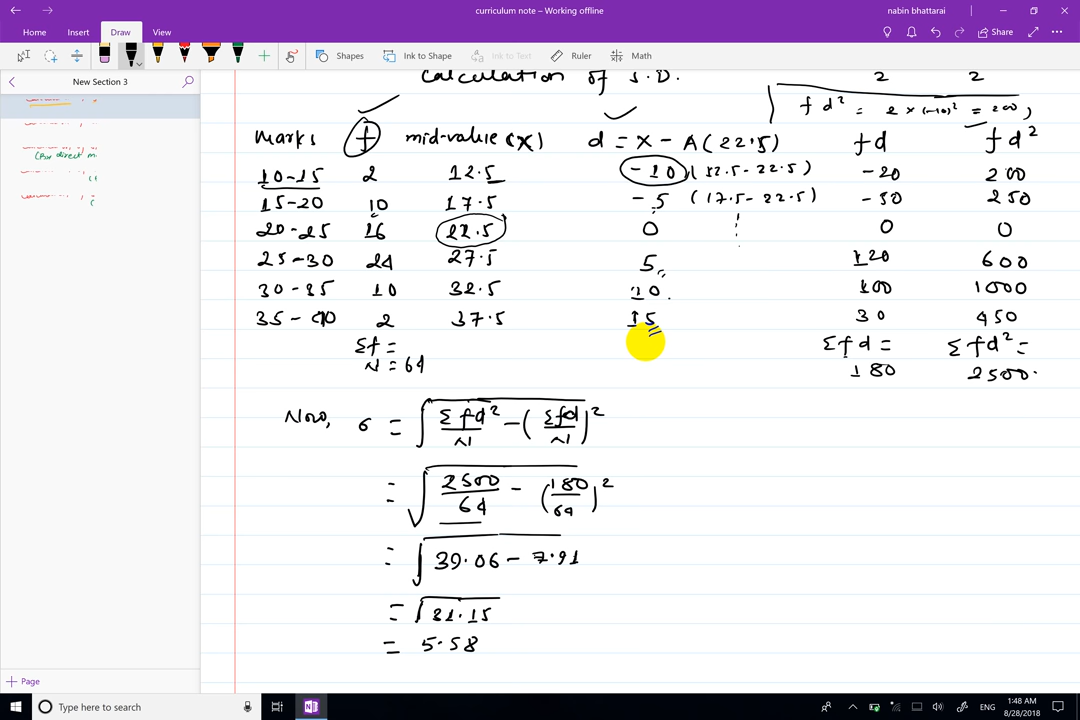 curriculum note – Working offline
nabin bhattarai
Home Insert Draw View
Share
Shapes Ink to Shape Ink to Text Ruler Math
New Section 3
(By direct m
Calculation of S.D. 2 2
fd² = 2 × (-10)² = 200
Marks f mid-value (X) d = X - A (22.5) fd fd²
10-15 2 12.5 -10 (12.5-22.5) -20 200
15-20 10 17.5 -5 (17.5-22.5) -50 250
20-25 16 22.5 0 0 0
25-30 24 27.5 5 120 600
30-35 10 32.5 10 100 1000
35-40 2 37.5 15 30 450
Σf = Σfd = Σfd² =
N = 64 180 2500
Now, σ = √ Σfd²/N - (Σfd/N)²
= √ 2500/64 - (180/64)²
= √ 39.06 - 7.91
= √ 31.15
= 5.58
+ Page
Type here to search
ENG
1:48 AM
8/28/2018